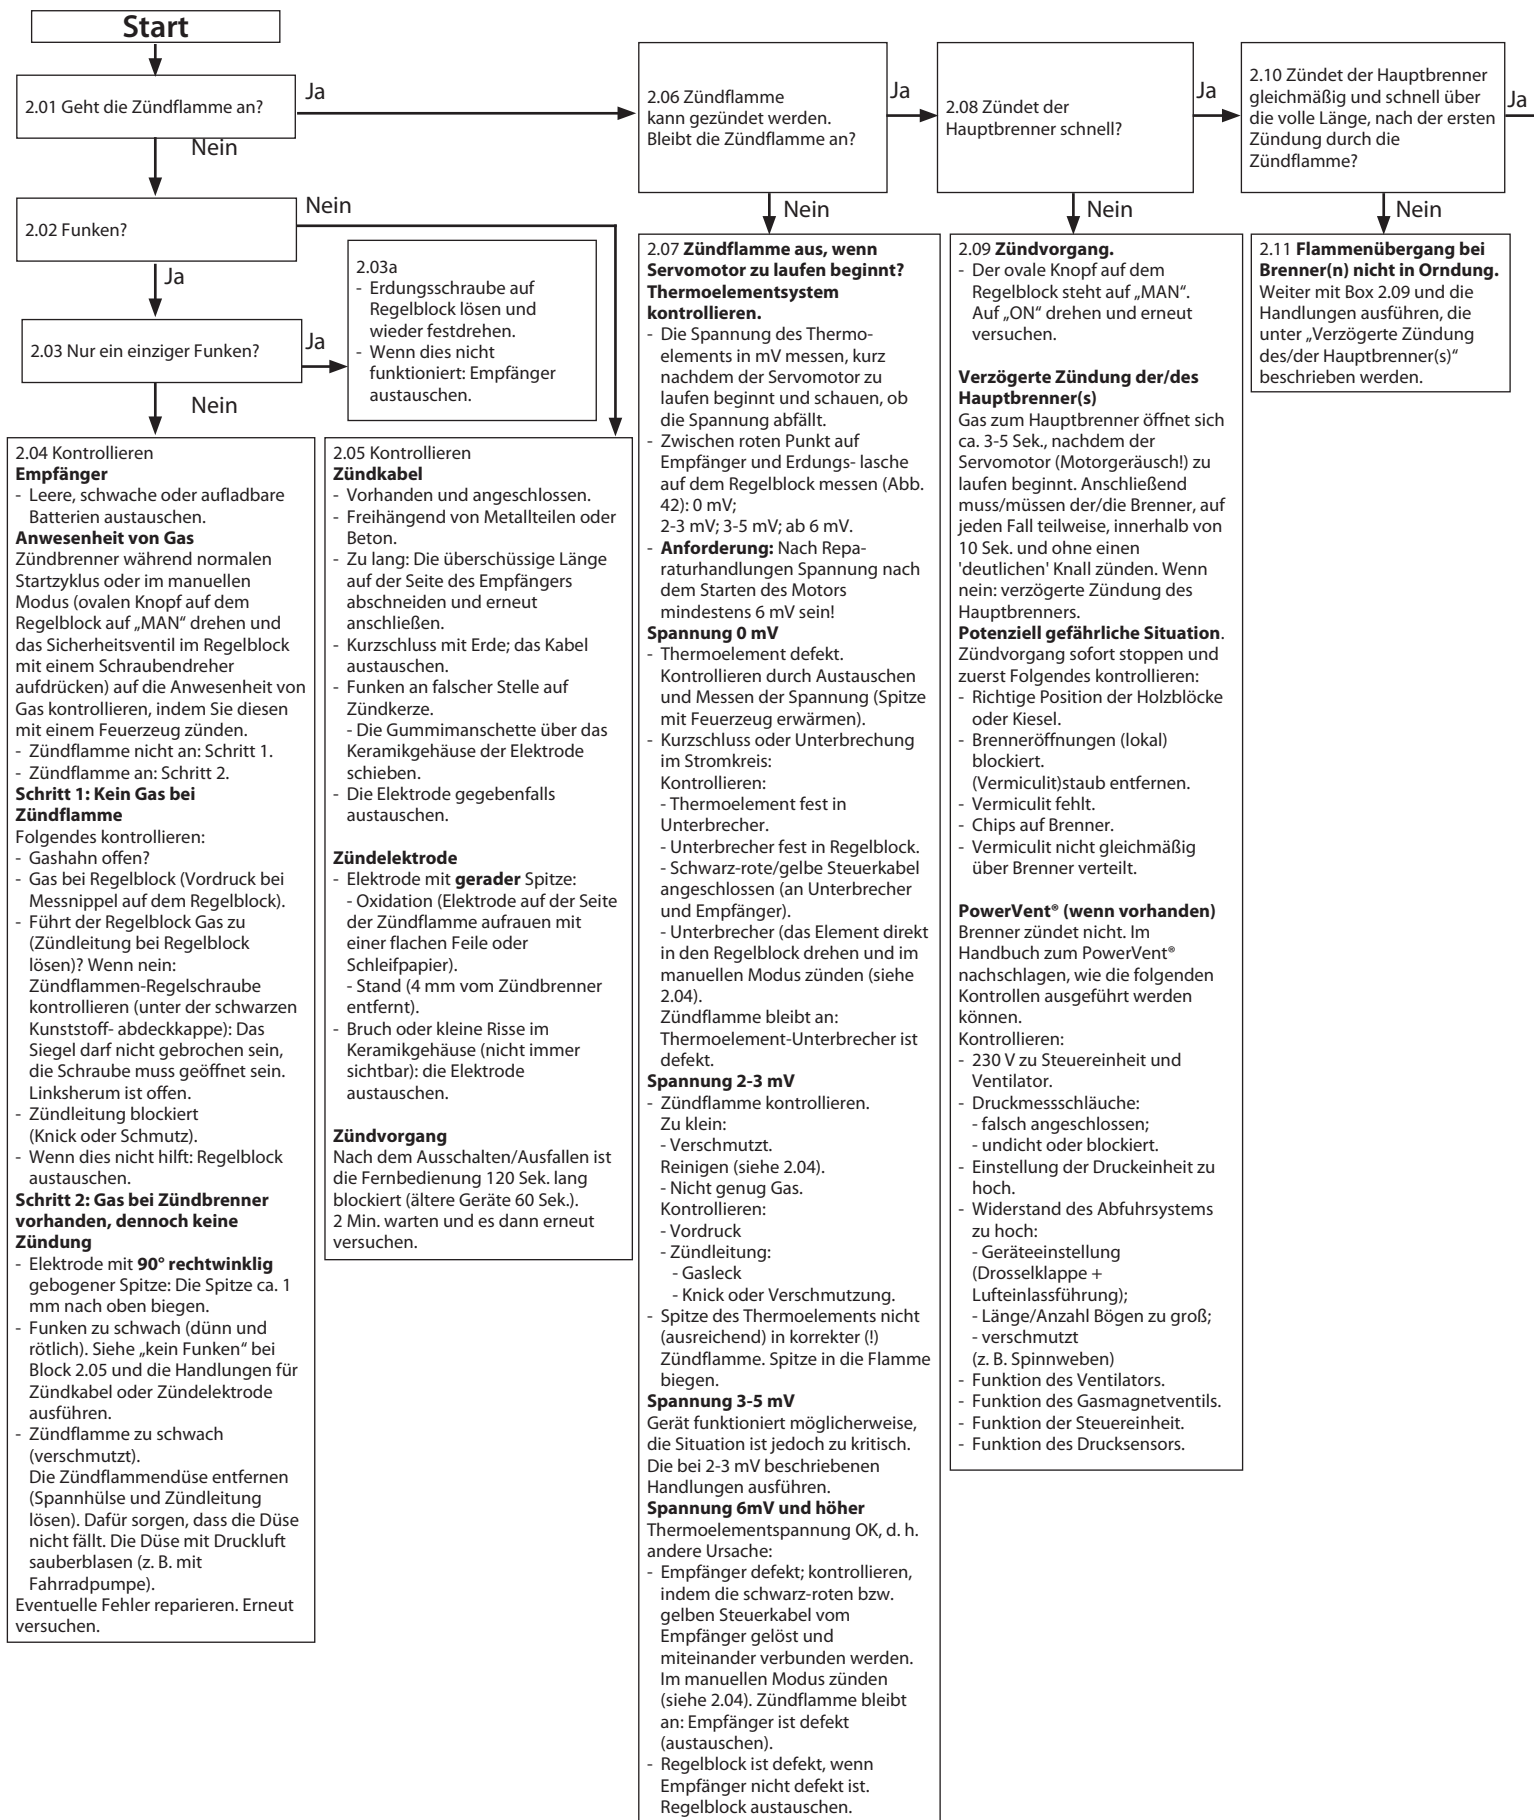 Start
2.01 Geht die Zündflamme an?
Ja
Nein
2.02 Funken?
Nein
Ja
2.03 Nur ein einziger Funken?
Ja
Nein
2.03a
- Erdungsschraube auf
Regelblock lösen und
wieder festdrehen.
- Wenn dies nicht
funktioniert: Empfänger
austauschen.
2.04 Kontrollieren
Empfänger
- Leere, schwache oder aufladbare
Batterien austauschen.
Anwesenheit von Gas
Zündbrenner während normalen
Startzyklus oder im manuellen
Modus (ovalen Knopf auf dem
Regelblock auf „MAN“ drehen und
das Sicherheitsventil im Regelblock
mit einem Schraubendreher
aufdrücken) auf die Anwesenheit von
Gas kontrollieren, indem Sie diesen
mit einem Feuerzeug zünden.
- Zündflamme nicht an: Schritt 1.
- Zündflamme an: Schritt 2.
Schritt 1: Kein Gas bei
Zündflamme
Folgendes kontrollieren:
- Gashahn offen?
- Gas bei Regelblock (Vordruck bei
Messnippel auf dem Regelblock).
- Führt der Regelblock Gas zu
(Zündleitung bei Regelblock
lösen)? Wenn nein:
Zündflammen-Regelschraube
kontrollieren (unter der schwarzen
Kunststoff- abdeckkappe): Das
Siegel darf nicht gebrochen sein,
die Schraube muss geöffnet sein.
Linksherum ist offen.
- Zündleitung blockiert
(Knick oder Schmutz).
- Wenn dies nicht hilft: Regelblock
austauschen.
Schritt 2: Gas bei Zündbrenner
vorhanden, dennoch keine
Zündung
- Elektrode mit 90° rechtwinklig
gebogener Spitze: Die Spitze ca. 1
mm nach oben biegen.
- Funken zu schwach (dünn und
rötlich). Siehe „kein Funken“ bei
Block 2.05 und die Handlungen für
Zündkabel oder Zündelektrode
ausführen.
- Zündflamme zu schwach
(verschmutzt).
Die Zündflammendüse entfernen
(Spannhülse und Zündleitung
lösen). Dafür sorgen, dass die Düse
nicht fällt. Die Düse mit Druckluft
sauberblasen (z. B. mit
Fahrradpumpe).
Eventuelle Fehler reparieren. Erneut
versuchen.
2.05 Kontrollieren
Zündkabel
- Vorhanden und angeschlossen.
- Freihängend von Metallteilen oder
Beton.
- Zu lang: Die überschüssige Länge
auf der Seite des Empfängers
abschneiden und erneut
anschließen.
- Kurzschluss mit Erde; das Kabel
austauschen.
- Funken an falscher Stelle auf
Zündkerze.
- Die Gummimanschette über das
Keramikgehäuse der Elektrode
schieben.
- Die Elektrode gegebenfalls
austauschen.
Zündelektrode
- Elektrode mit gerader Spitze:
- Oxidation (Elektrode auf der Seite
der Zündflamme aufrauen mit
einer flachen Feile oder
Schleifpapier).
- Stand (4 mm vom Zündbrenner
entfernt).
- Bruch oder kleine Risse im
Keramikgehäuse (nicht immer
sichtbar): die Elektrode
austauschen.
Zündvorgang
Nach dem Ausschalten/Ausfallen ist
die Fernbedienung 120 Sek. lang
blockiert (ältere Geräte 60 Sek.).
2 Min. warten und es dann erneut
versuchen.
2.06 Zündflamme
kann gezündet werden.
Bleibt die Zündflamme an?
Ja
Nein
2.07 Zündflamme aus, wenn
Servomotor zu laufen beginnt?
Thermoelementsystem
kontrollieren.
- Die Spannung des Thermo-
elements in mV messen, kurz
nachdem der Servomotor zu
laufen beginnt und schauen, ob
die Spannung abfällt.
- Zwischen roten Punkt auf
Empfänger und Erdungs- lasche
auf dem Regelblock messen (Abb.
42): 0 mV;
2-3 mV; 3-5 mV; ab 6 mV.
- Anforderung: Nach Repa-
raturhandlungen Spannung nach
dem Starten des Motors
mindestens 6 mV sein!
Spannung 0 mV
- Thermoelement defekt.
Kontrollieren durch Austauschen
und Messen der Spannung (Spitze
mit Feuerzeug erwärmen).
- Kurzschluss oder Unterbrechung
im Stromkreis:
Kontrollieren:
- Thermoelement fest in
Unterbrecher.
- Unterbrecher fest in Regelblock.
- Schwarz-rote/gelbe Steuerkabel
angeschlossen (an Unterbrecher
und Empfänger).
- Unterbrecher (das Element direkt
in den Regelblock drehen und im
manuellen Modus zünden (siehe
2.04).
Zündflamme bleibt an:
Thermoelement-Unterbrecher ist
defekt.
Spannung 2-3 mV
- Zündflamme kontrollieren.
Zu klein:
- Verschmutzt.
Reinigen (siehe 2.04).
- Nicht genug Gas.
Kontrollieren:
- Vordruck
- Zündleitung:
- Gasleck
- Knick oder Verschmutzung.
- Spitze des Thermoelements nicht
(ausreichend) in korrekter (!)
Zündflamme. Spitze in die Flamme
biegen.
Spannung 3-5 mV
Gerät funktioniert möglicherweise,
die Situation ist jedoch zu kritisch.
Die bei 2-3 mV beschriebenen
Handlungen ausführen.
Spannung 6mV und höher
Thermoelementspannung OK, d. h.
andere Ursache:
- Empfänger defekt; kontrollieren,
indem die schwarz-roten bzw.
gelben Steuerkabel vom
Empfänger gelöst und
miteinander verbunden werden.
Im manuellen Modus zünden
(siehe 2.04). Zündflamme bleibt
an: Empfänger ist defekt
(austauschen).
- Regelblock ist defekt, wenn
Empfänger nicht defekt ist.
Regelblock austauschen.
2.08 Zündet der
Hauptbrenner schnell?
Ja
Nein
2.09 Zündvorgang.
- Der ovale Knopf auf dem
Regelblock steht auf „MAN“.
Auf „ON“ drehen und erneut
versuchen.
Verzögerte Zündung der/des
Hauptbrenner(s)
Gas zum Hauptbrenner öffnet sich
ca. 3-5 Sek., nachdem der
Servomotor (Motorgeräusch!) zu
laufen beginnt. Anschließend
muss/müssen der/die Brenner, auf
jeden Fall teilweise, innerhalb von
10 Sek. und ohne einen
'deutlichen' Knall zünden. Wenn
nein: verzögerte Zündung des
Hauptbrenners.
Potenziell gefährliche Situation.
Zündvorgang sofort stoppen und
zuerst Folgendes kontrollieren:
- Richtige Position der Holzblöcke
oder Kiesel.
- Brenneröffnungen (lokal)
blockiert.
(Vermiculit)staub entfernen.
- Vermiculit fehlt.
- Chips auf Brenner.
- Vermiculit nicht gleichmäßig
über Brenner verteilt.
PowerVent® (wenn vorhanden)
Brenner zündet nicht. Im
Handbuch zum PowerVent®
nachschlagen, wie die folgenden
Kontrollen ausgeführt werden
können.
Kontrollieren:
- 230 V zu Steuereinheit und
Ventilator.
- Druckmessschläuche:
- falsch angeschlossen;
- undicht oder blockiert.
- Einstellung der Druckeinheit zu
hoch.
- Widerstand des Abfuhrsystems
zu hoch:
- Geräteeinstellung
(Drosselklappe +
Lufteinlassführung);
- Länge/Anzahl Bögen zu groß;
- verschmutzt
(z. B. Spinnweben)
- Funktion des Ventilators.
- Funktion des Gasmagnetventils.
- Funktion der Steuereinheit.
- Funktion des Drucksensors.
2.10 Zündet der Hauptbrenner
gleichmäßig und schnell über
die volle Länge, nach der ersten
Zündung durch die
Zündflamme?
Ja
Nein
2.11 Flammenübergang bei
Brenner(n) nicht in Orndung.
Weiter mit Box 2.09 und die
Handlungen ausführen, die
unter „Verzögerte Zündung
des/der Hauptbrenner(s)“
beschrieben werden.